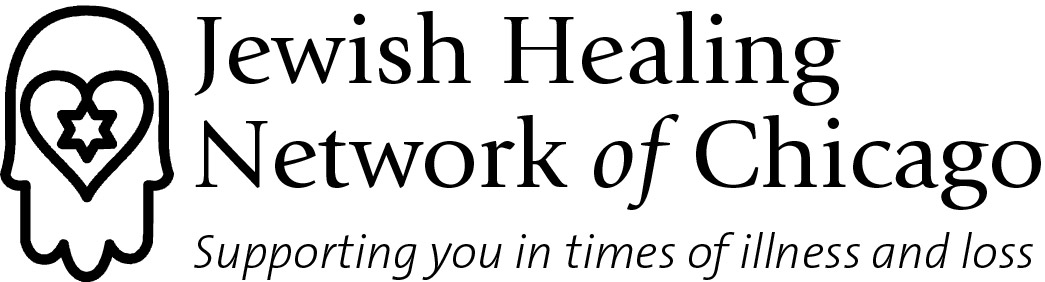 Jewish Healing
Network of Chicago
Supporting you in times of illness and loss